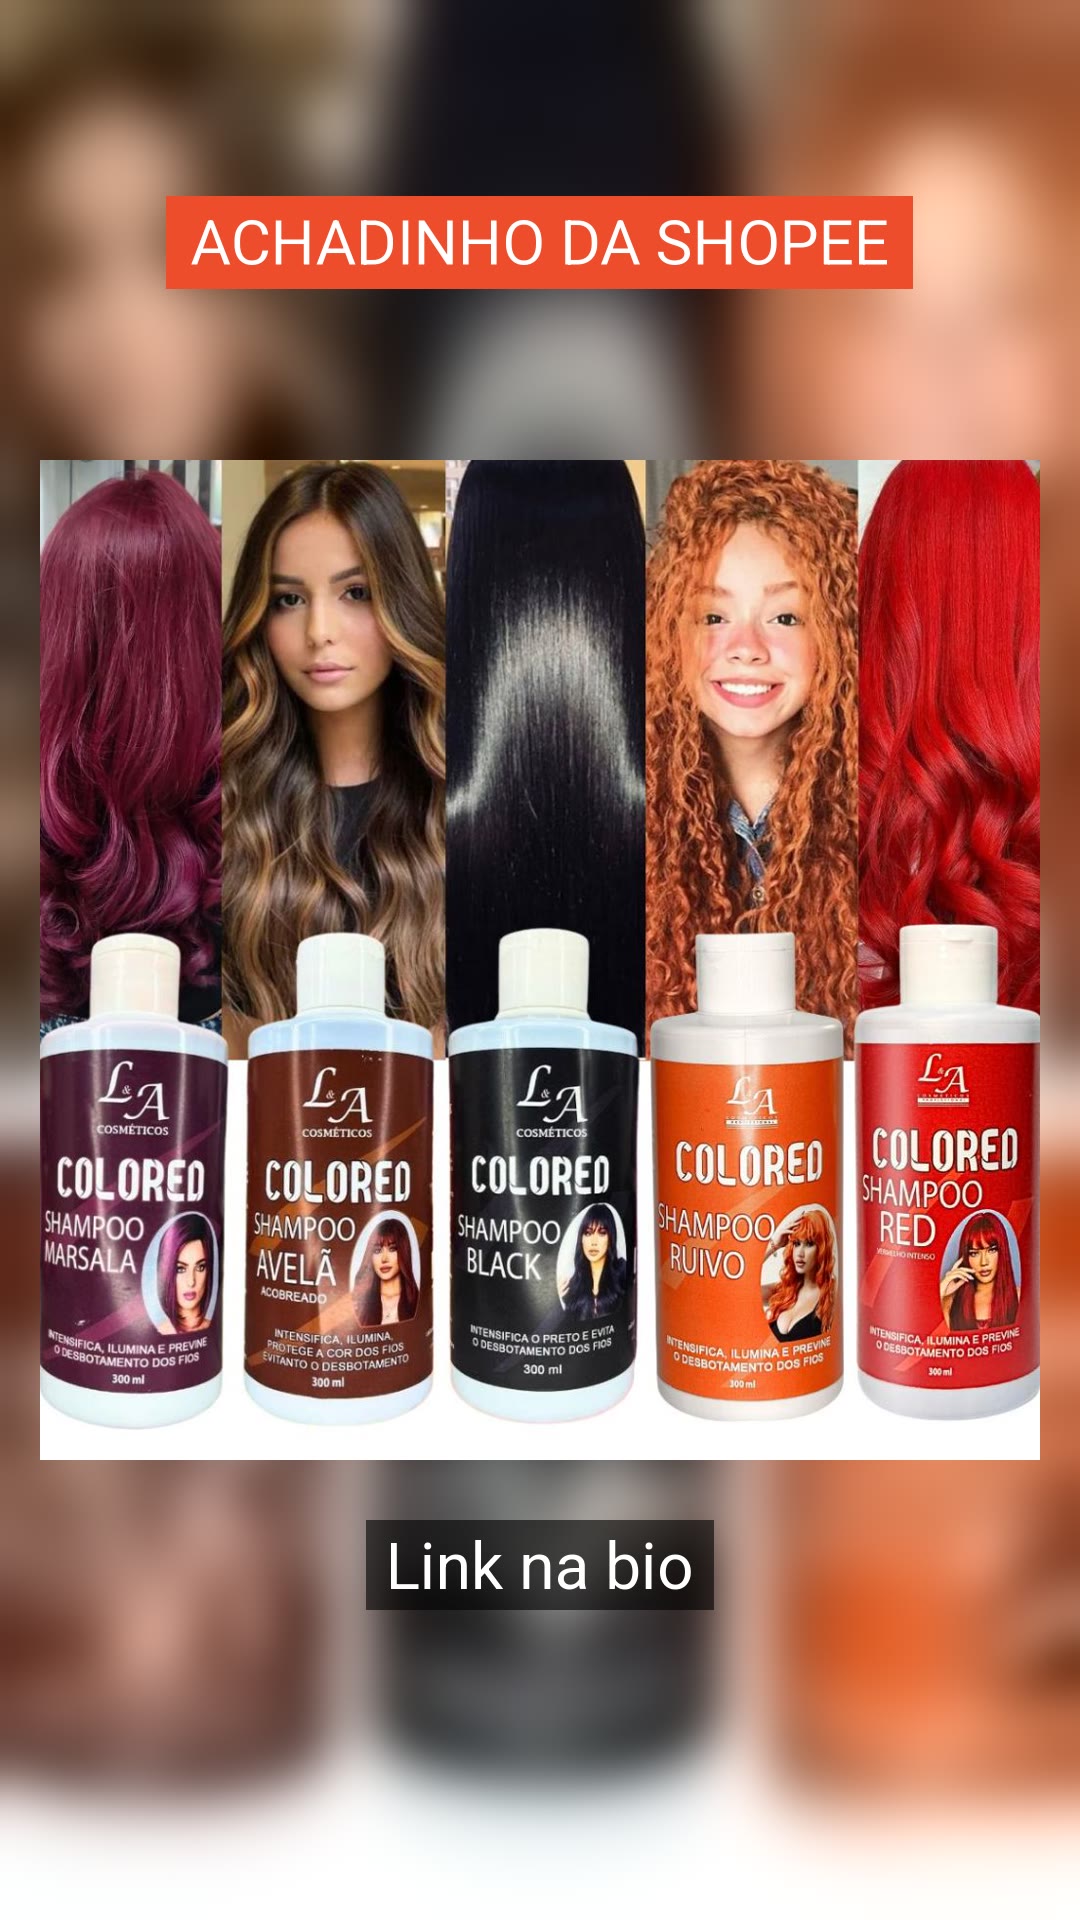 ACHADINHO DA SHOPEE
L&A
COSMÉTICOS
COLORED
SHAMPOO
MARSALA
INTENSIFICA, ILUMINA E PREVINE
O DESBOTAMENTO DOS FIOS
300 ml
L&A
COSMÉTICOS
COLORED
SHAMPOO
AVELÃ
ACOBREADO
INTENSIFICA, ILUMINA,
PROTEGE A COR DOS FIOS
EVITANTO O DESBOTAMENTO
300 ml
L&A
COSMÉTICOS
COLORED
SHAMPOO
BLACK
INTENSIFICA O PRETO E EVITA
O DESBOTAMENTO DOS FIOS
300 ml
L&A
COSMÉTICOS
COLORED
SHAMPOO
RUIVO
INTENSIFICA, ILUMINA E PREVINE
O DESBOTAMENTO DOS FIOS
300 ml
L&A
COSMÉTICOS
COLORED
SHAMPOO
RED
VERMELHO INTENSO
INTENSIFICA, ILUMINA E PREVINE
O DESBOTAMENTO DOS FIOS
300 ml
Link na bio